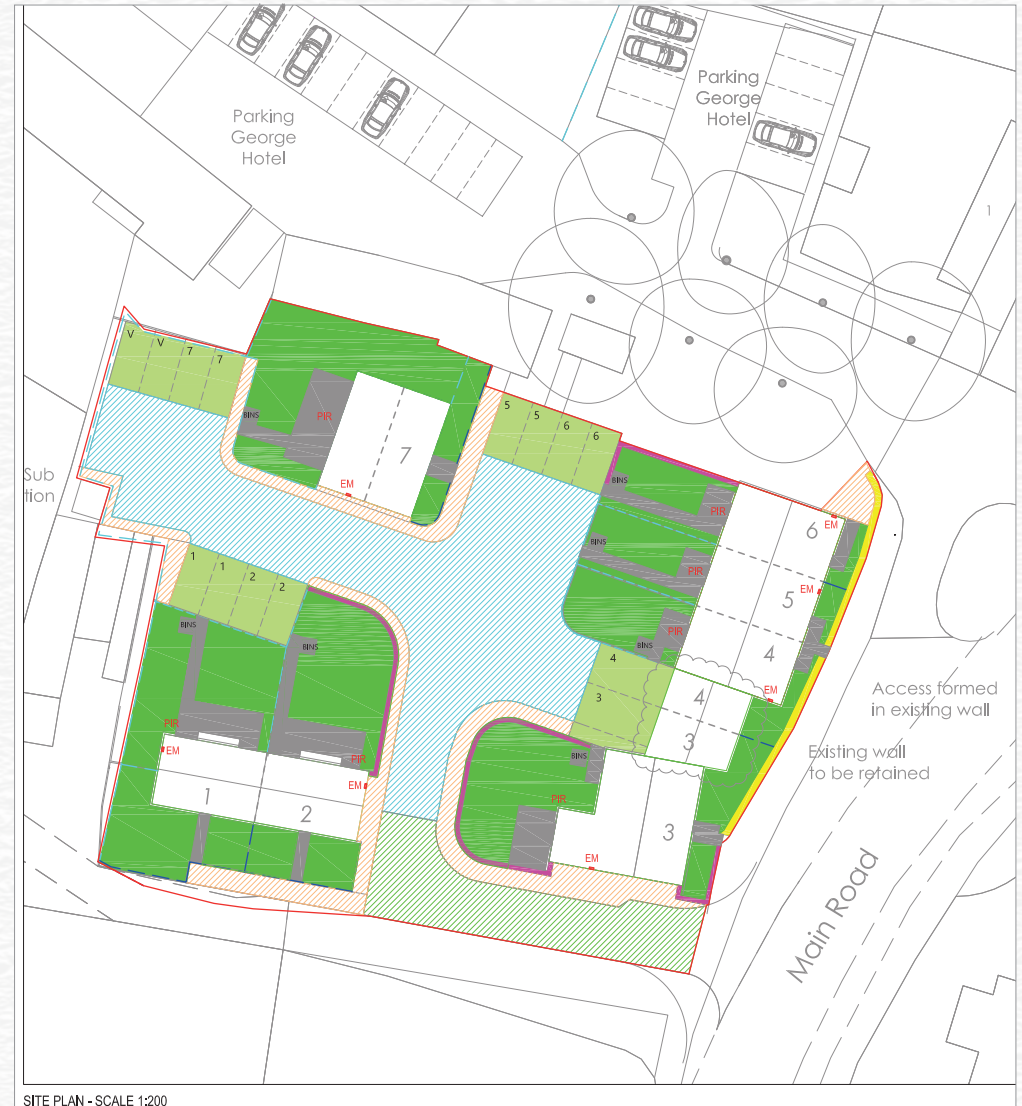 Parking
George
Hotel
Parking
George
Hotel
1
V
V
7
7
5
5
6
6
BINS
PIR
7
EM
BINS
PIR
6
EM
Sub
tion
BINS
PIR
EM
5
1
1
2
2
BINS
PIR
4
4
3
4
3
EM
Access formed
in existing wall
Existing wall
to be retained
BINS
BINS
PIR
EM
PIR
EM
1
2
BINS
PIR
3
EM
Main Road
SITE PLAN - SCALE 1:200